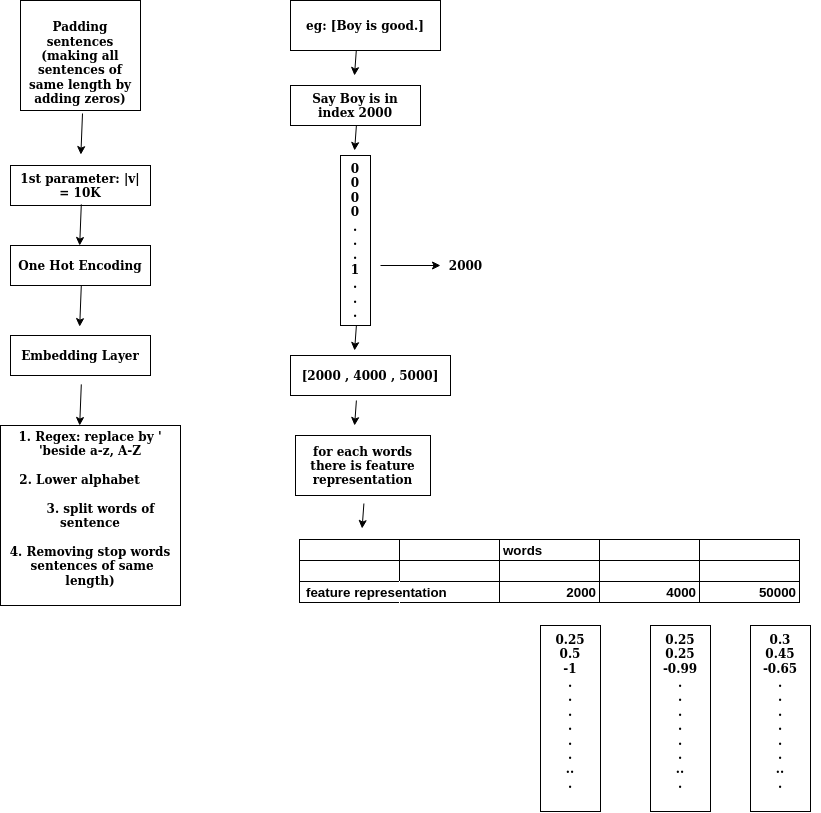 Padding
sentences
(making all
sentences of
same length by
adding zeros)
1st parameter: |v|
= 10K
One Hot Encoding
Embedding Layer
1. Regex: replace by '
'beside a-z, A-Z
2. Lower alphabet
3. split words of
sentence
4. Removing stop words
sentences of same
length)
eg: [Boy is good.]
Say Boy is in
index 2000
0
0
0
0
.
.
.
1
.
.
.
2000
[2000 , 4000 , 5000]
for each words
there is feature
representation
words
feature representation 2000 4000 50000
0.25
0.5
-1
.
.
.
.
.
.
..
.
0.25
0.25
-0.99
.
.
.
.
.
.
..
.
0.3
0.45
-0.65
.
.
.
.
.
.
..
.